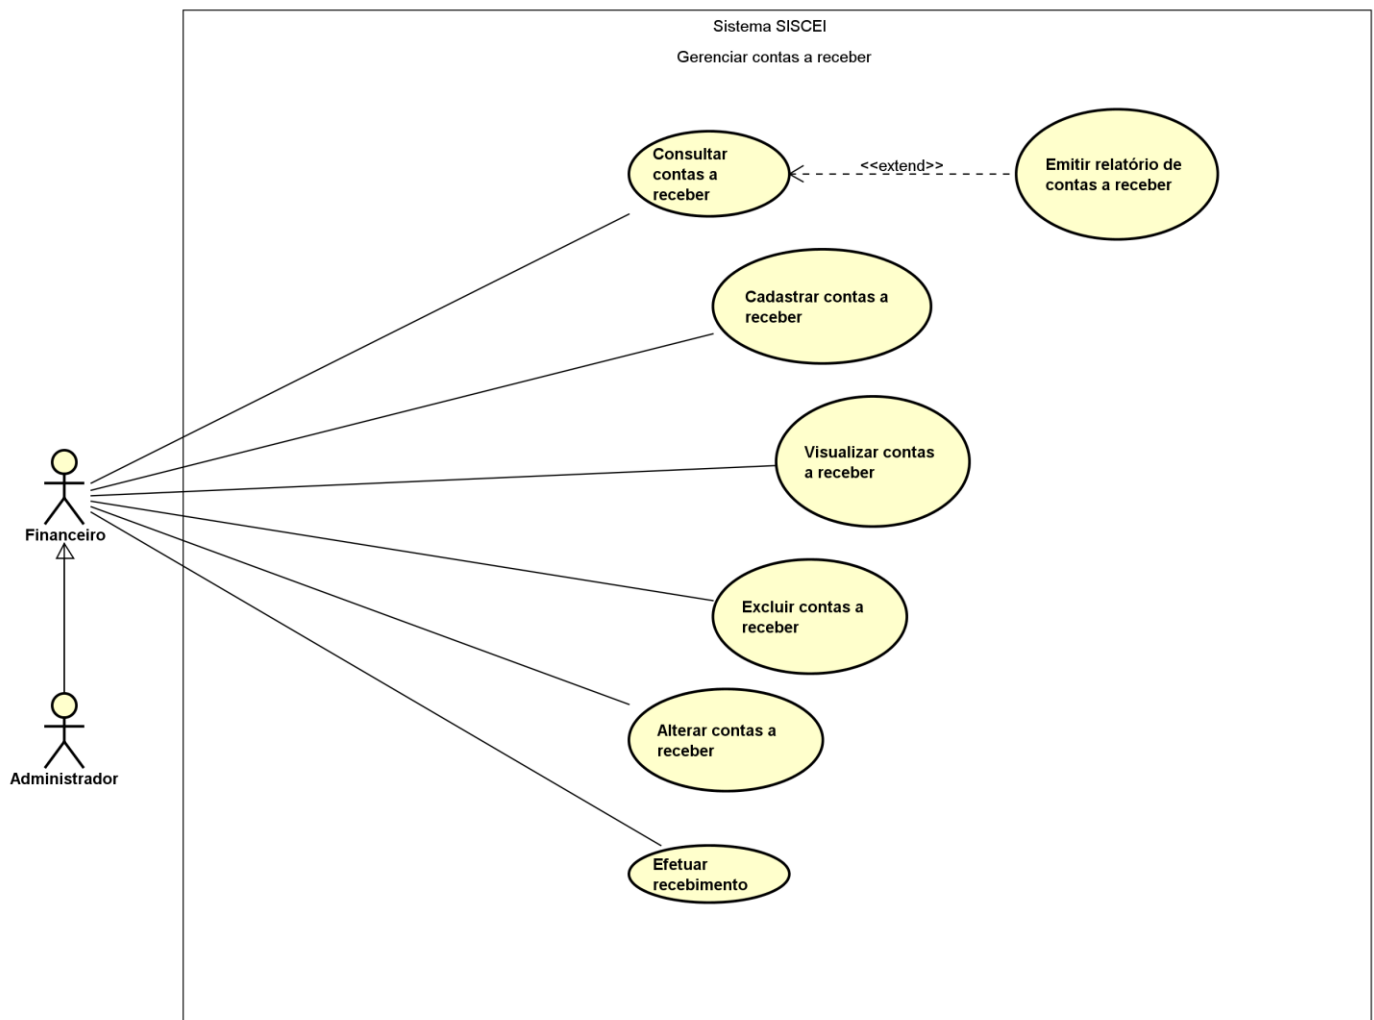 Sistema SISCEI
Gerenciar contas a receber
Consultar
contas a
receber
<<extend>>
Emitir relatório de
contas a receber
Cadastrar contas a
receber
Visualizar contas
a receber
Financeiro
Excluir contas a
receber
Alterar contas a
receber
Administrador
Efetuar
recebimento